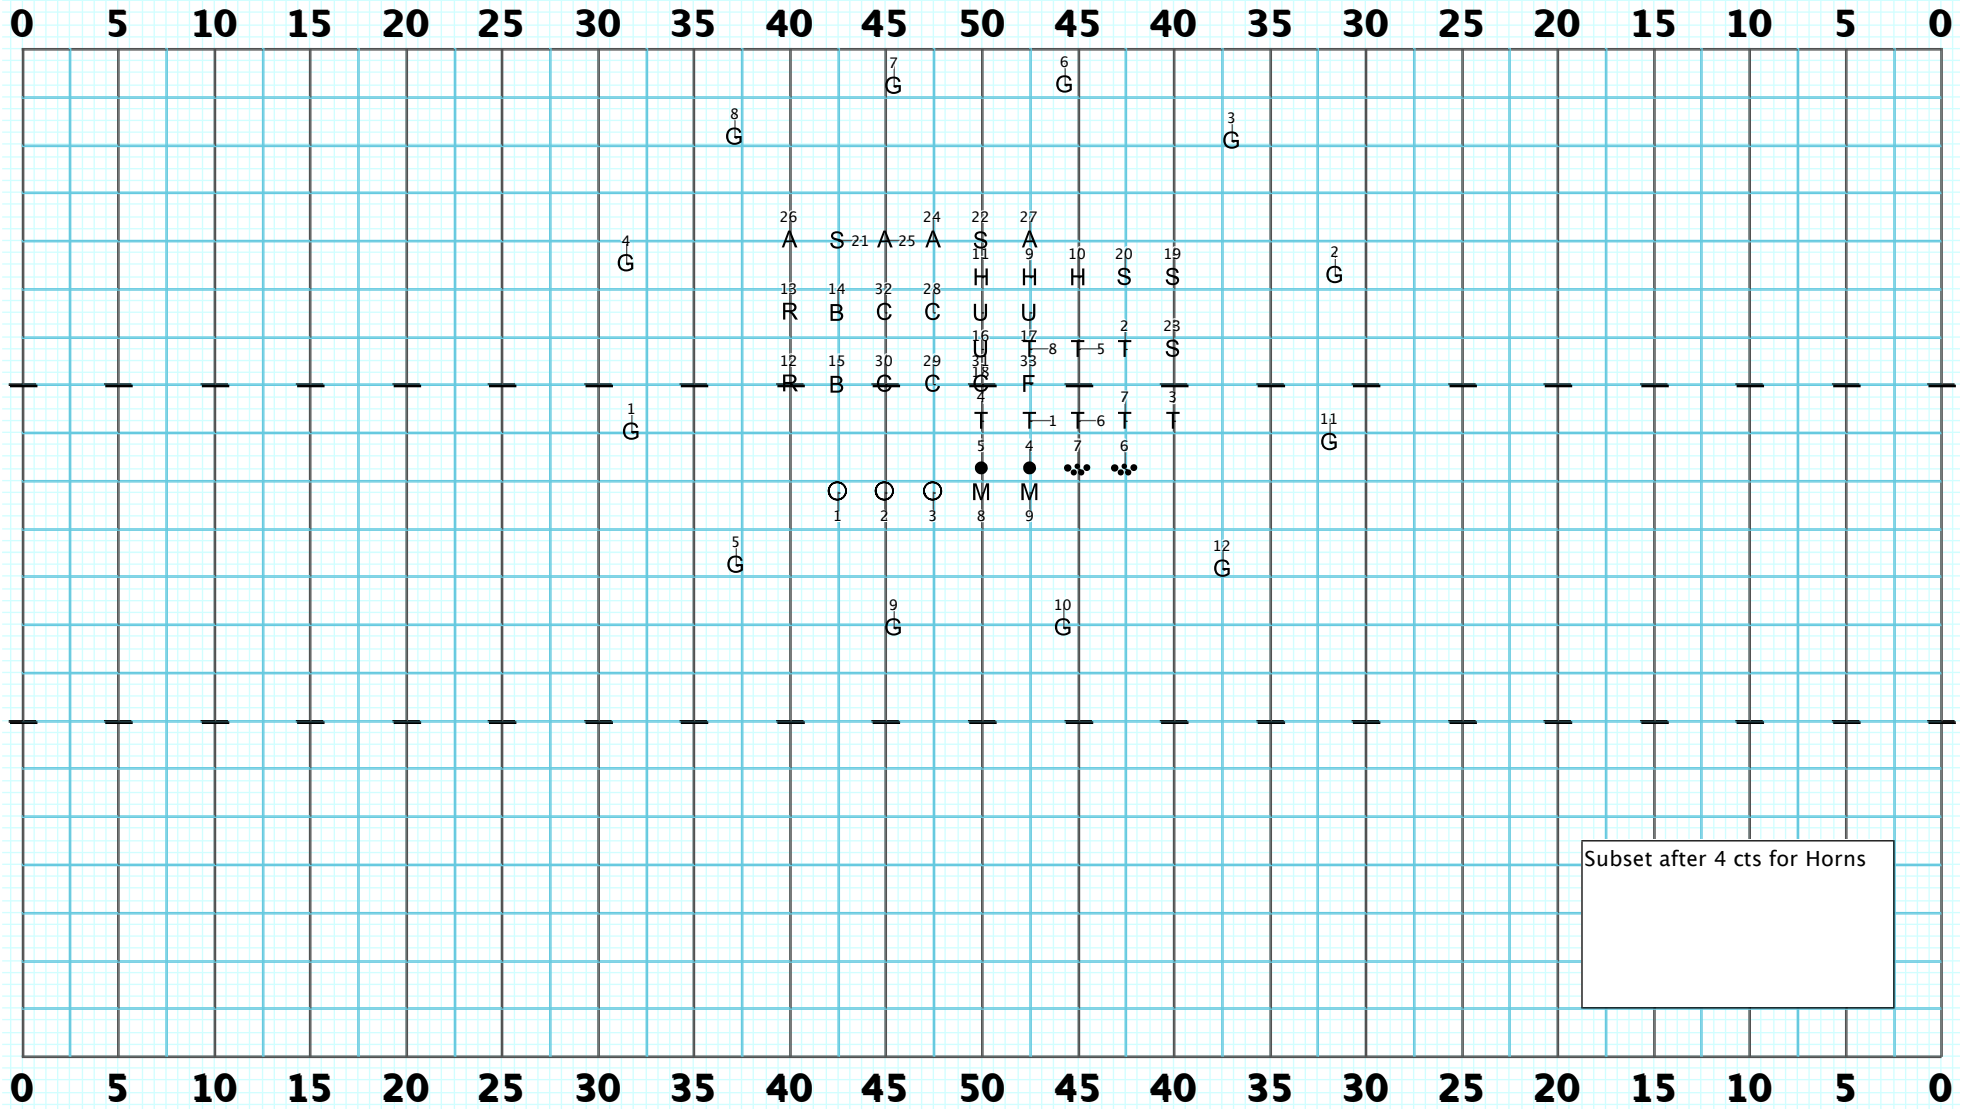 0 5 10 15 20 25 30 35 40 45 50 45 40 35 30 25 20 15 10 5 0
7 6
G G
8 3
G G
26 24 22 27
A S 21 A 25 A S A
4 11 9 10 20 19 2
G H H H S S G
13 14 32 28
R B C C U U
16 17 2 23
U T 8 T 5 T S
12 15 30 29 31 33
18
R B C C C F
1 4 7 3 11
G T T 1 T 6 T T G
5 4 7 6
M M
1 2 3 8 9
5 12
G G
9 10
G G
Subset after 4 cts for Horns
0 5 10 15 20 25 30 35 40 45 50 45 40 35 30 25 20 15 10 5 0